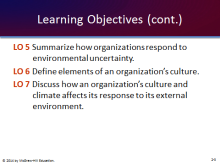 Learning Objectives (cont.)
LO 5 Summarize how organizations respond to
environmental uncertainty.
LO 6 Define elements of an organization's culture.
LO 7 Discuss how an organization's culture and
climate affects its response to its external
environment.
© 2016 by McGraw-Hill Education.